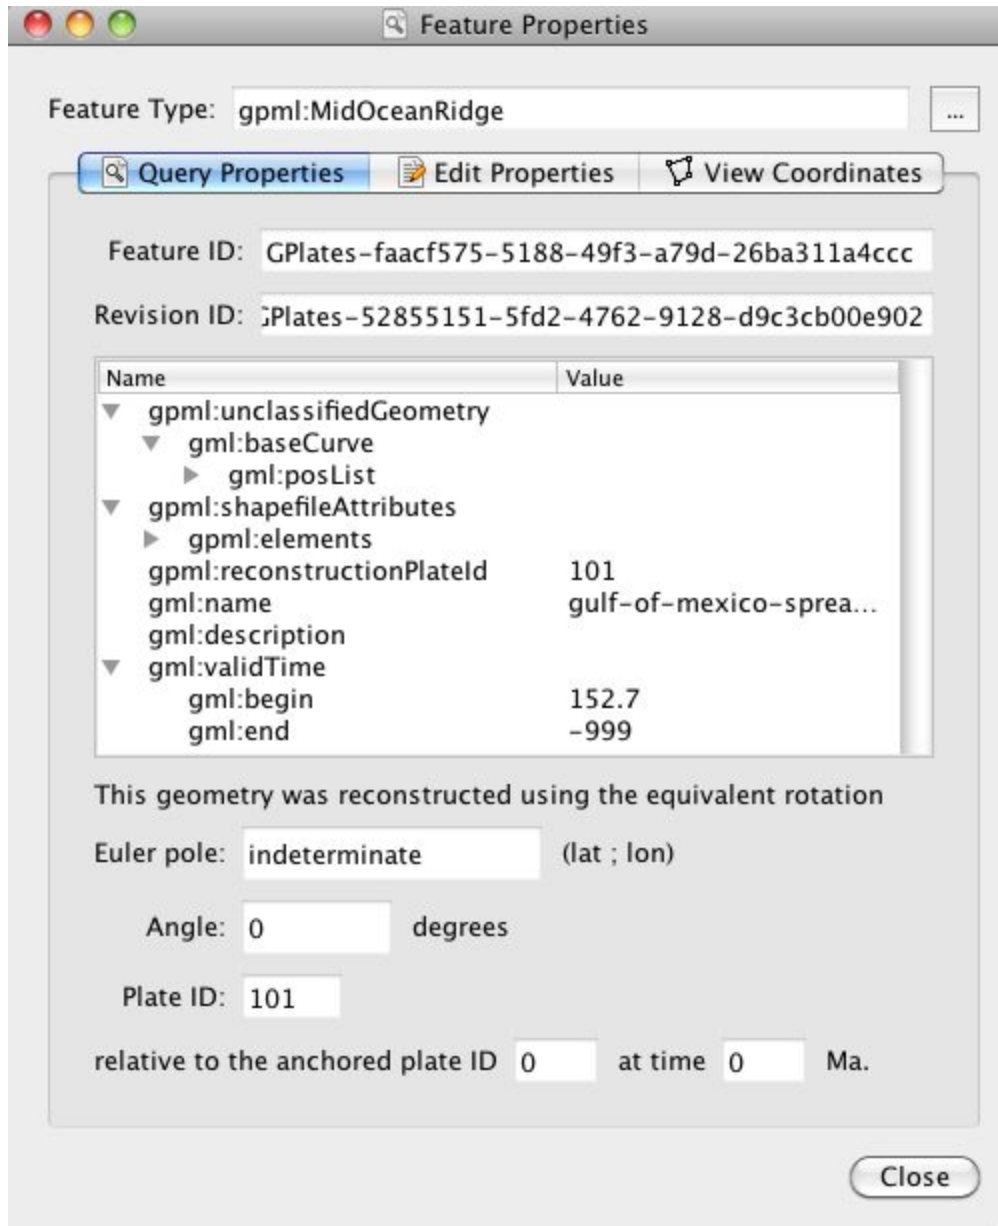 Feature Properties
Feature Type: gpml:MidOceanRidge ...
Query Properties Edit Properties View Coordinates
Feature ID: GPlates-faacf575-5188-49f3-a79d-26ba311a4ccc
Revision ID: GPlates-52855151-5fd2-4762-9128-d9c3cb00e902
Name Value
gpml:unclassifiedGeometry
gml:baseCurve
gml:posList
gpml:shapefileAttributes
gpml:elements
gpml:reconstructionPlateId 101
gml:name gulf-of-mexico-sprea...
gml:description
gml:validTime
gml:begin 152.7
gml:end -999
This geometry was reconstructed using the equivalent rotation
Euler pole: indeterminate (lat ; lon)
Angle: 0 degrees
Plate ID: 101
relative to the anchored plate ID 0 at time 0 Ma.
Close